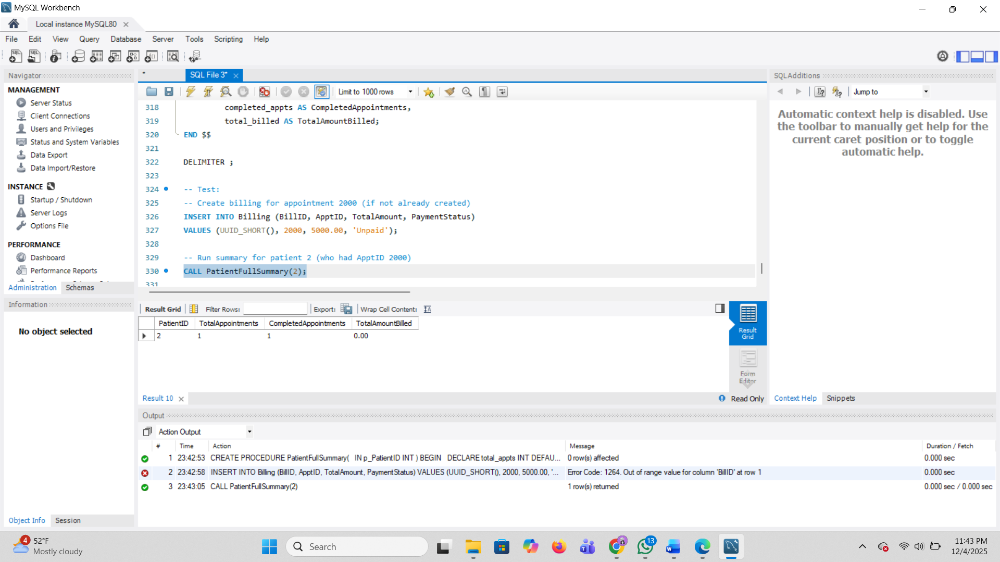 MySQL Workbench
Local instance MySQL80
File Edit View Query Database Server Tools Scripting Help
Navigator
MANAGEMENT
Server Status
Client Connections
Users and Privileges
Status and System Variables
Data Export
Data Import/Restore
INSTANCE
Startup / Shutdown
Server Logs
Options File
PERFORMANCE
Dashboard
Performance Reports
Administration Schemas
Information
No object selected
Object Info Session
SQL File 3*
Limit to 1000 rows
318 completed_appts AS CompletedAppointments,
319 total_billed AS TotalAmountBilled;
320 END $$
321
322 DELIMITER ;
323
324 -- Test:
325 -- Create billing for appointment 2000 (if not already created)
326 INSERT INTO Billing (BillID, ApptID, TotalAmount, PaymentStatus)
327 VALUES (UUID_SHORT(), 2000, 5000.00, 'Unpaid');
328
329 -- Run summary for patient 2 (who had ApptID 2000)
330 CALL PatientFullSummary(2);
331
Result Grid Filter Rows: Export: Wrap Cell Content:
PatientID TotalAppointments CompletedAppointments TotalAmountBilled
2 1 1 0.00
Result Grid
Form Editor
Result 10
Read Only
SQLAdditions
Jump to
Automatic context help is disabled. Use
the toolbar to manually get help for the
current caret position or to toggle
automatic help.
Context Help Snippets
Output
Action Output
# Time Action Message Duration / Fetch
1 23:42:53 CREATE PROCEDURE PatientFullSummary( IN p_PatientID INT ) BEGIN DECLARE total_appts INT DEFAU... 0 row(s) affected 0.000 sec
2 23:42:58 INSERT INTO Billing (BillID, ApptID, TotalAmount, PaymentStatus) VALUES (UUID_SHORT(), 2000, 5000.00, '... Error Code: 1264. Out of range value for column 'BillID' at row 1 0.000 sec
3 23:43:05 CALL PatientFullSummary(2) 1 row(s) returned 0.000 sec / 0.000 sec
4
52°F
Mostly cloudy
Search
13
11:43 PM
12/4/2025